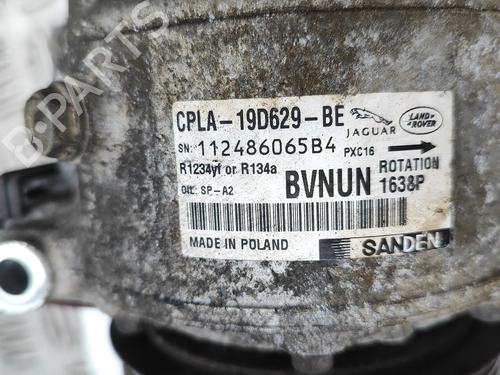 B-PARTS
CPLA-19D629-BE
JAGUAR
LAND ROVER
SN: 112486065B4 PXC16
R1234yf or R134a
BVNUN
ROTATION
OIL: SP-A2
1638P
MADE IN POLAND
SANDEN